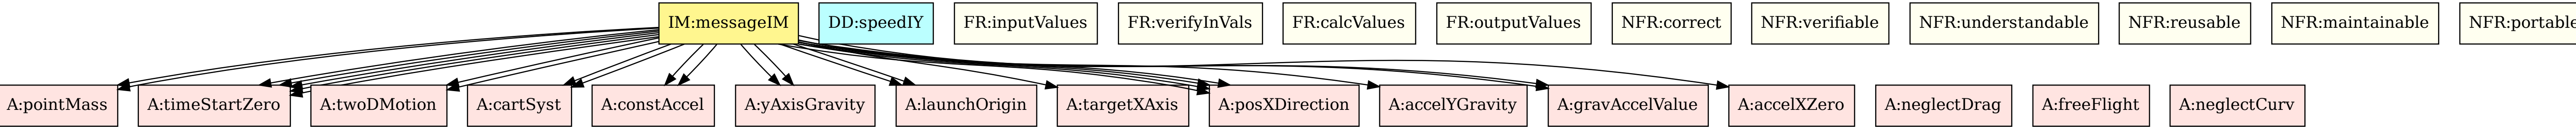 IM:messageIM
DD:speedIY
FR:inputValues
FR:verifyInVals
FR:calcValues
FR:outputValues
NFR:correct
NFR:verifiable
NFR:understandable
NFR:reusable
NFR:maintainable
NFR:portable
A:pointMass
A:timeStartZero
A:twoDMotion
A:cartSyst
A:constAccel
A:yAxisGravity
A:launchOrigin
A:targetXAxis
A:posXDirection
A:accelYGravity
A:gravAccelValue
A:accelXZero
A:neglectDrag
A:freeFlight
A:neglectCurv